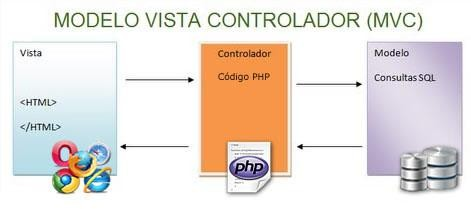 MODELO VISTA CONTROLADOR (MVC)
Vista
<HTML>
</HTML>
Controlador
Código PHP
php
Modelo
Consultas SQL